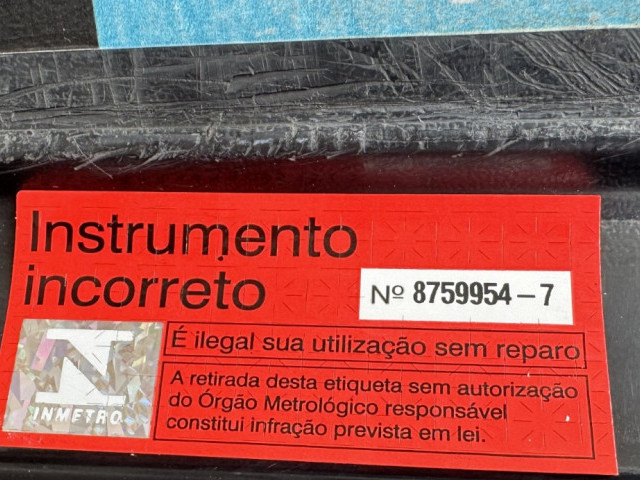 Instrumento
incorreto
Nº 8759954-7
É ilegal sua utilização sem reparo
A retirada desta etiqueta sem autorização
do Órgão Metrológico responsável
constitui infração prevista em lei.
INMETRO